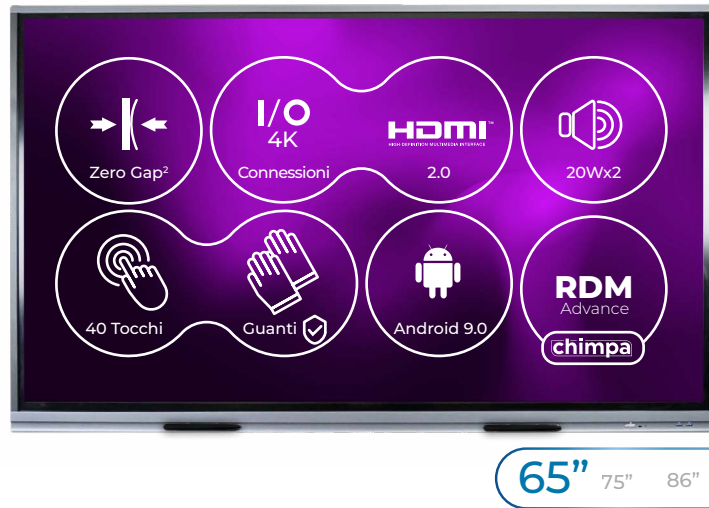 I/O
4K
HDMI™
HIGH-DEFINITION MULTIMEDIA INTERFACE
Zero Gap²
Connessioni
2.0
20Wx2
40 Tocchi
Guanti
Android 9.0
RDM
Advance
chimpa
65” 75” 86”